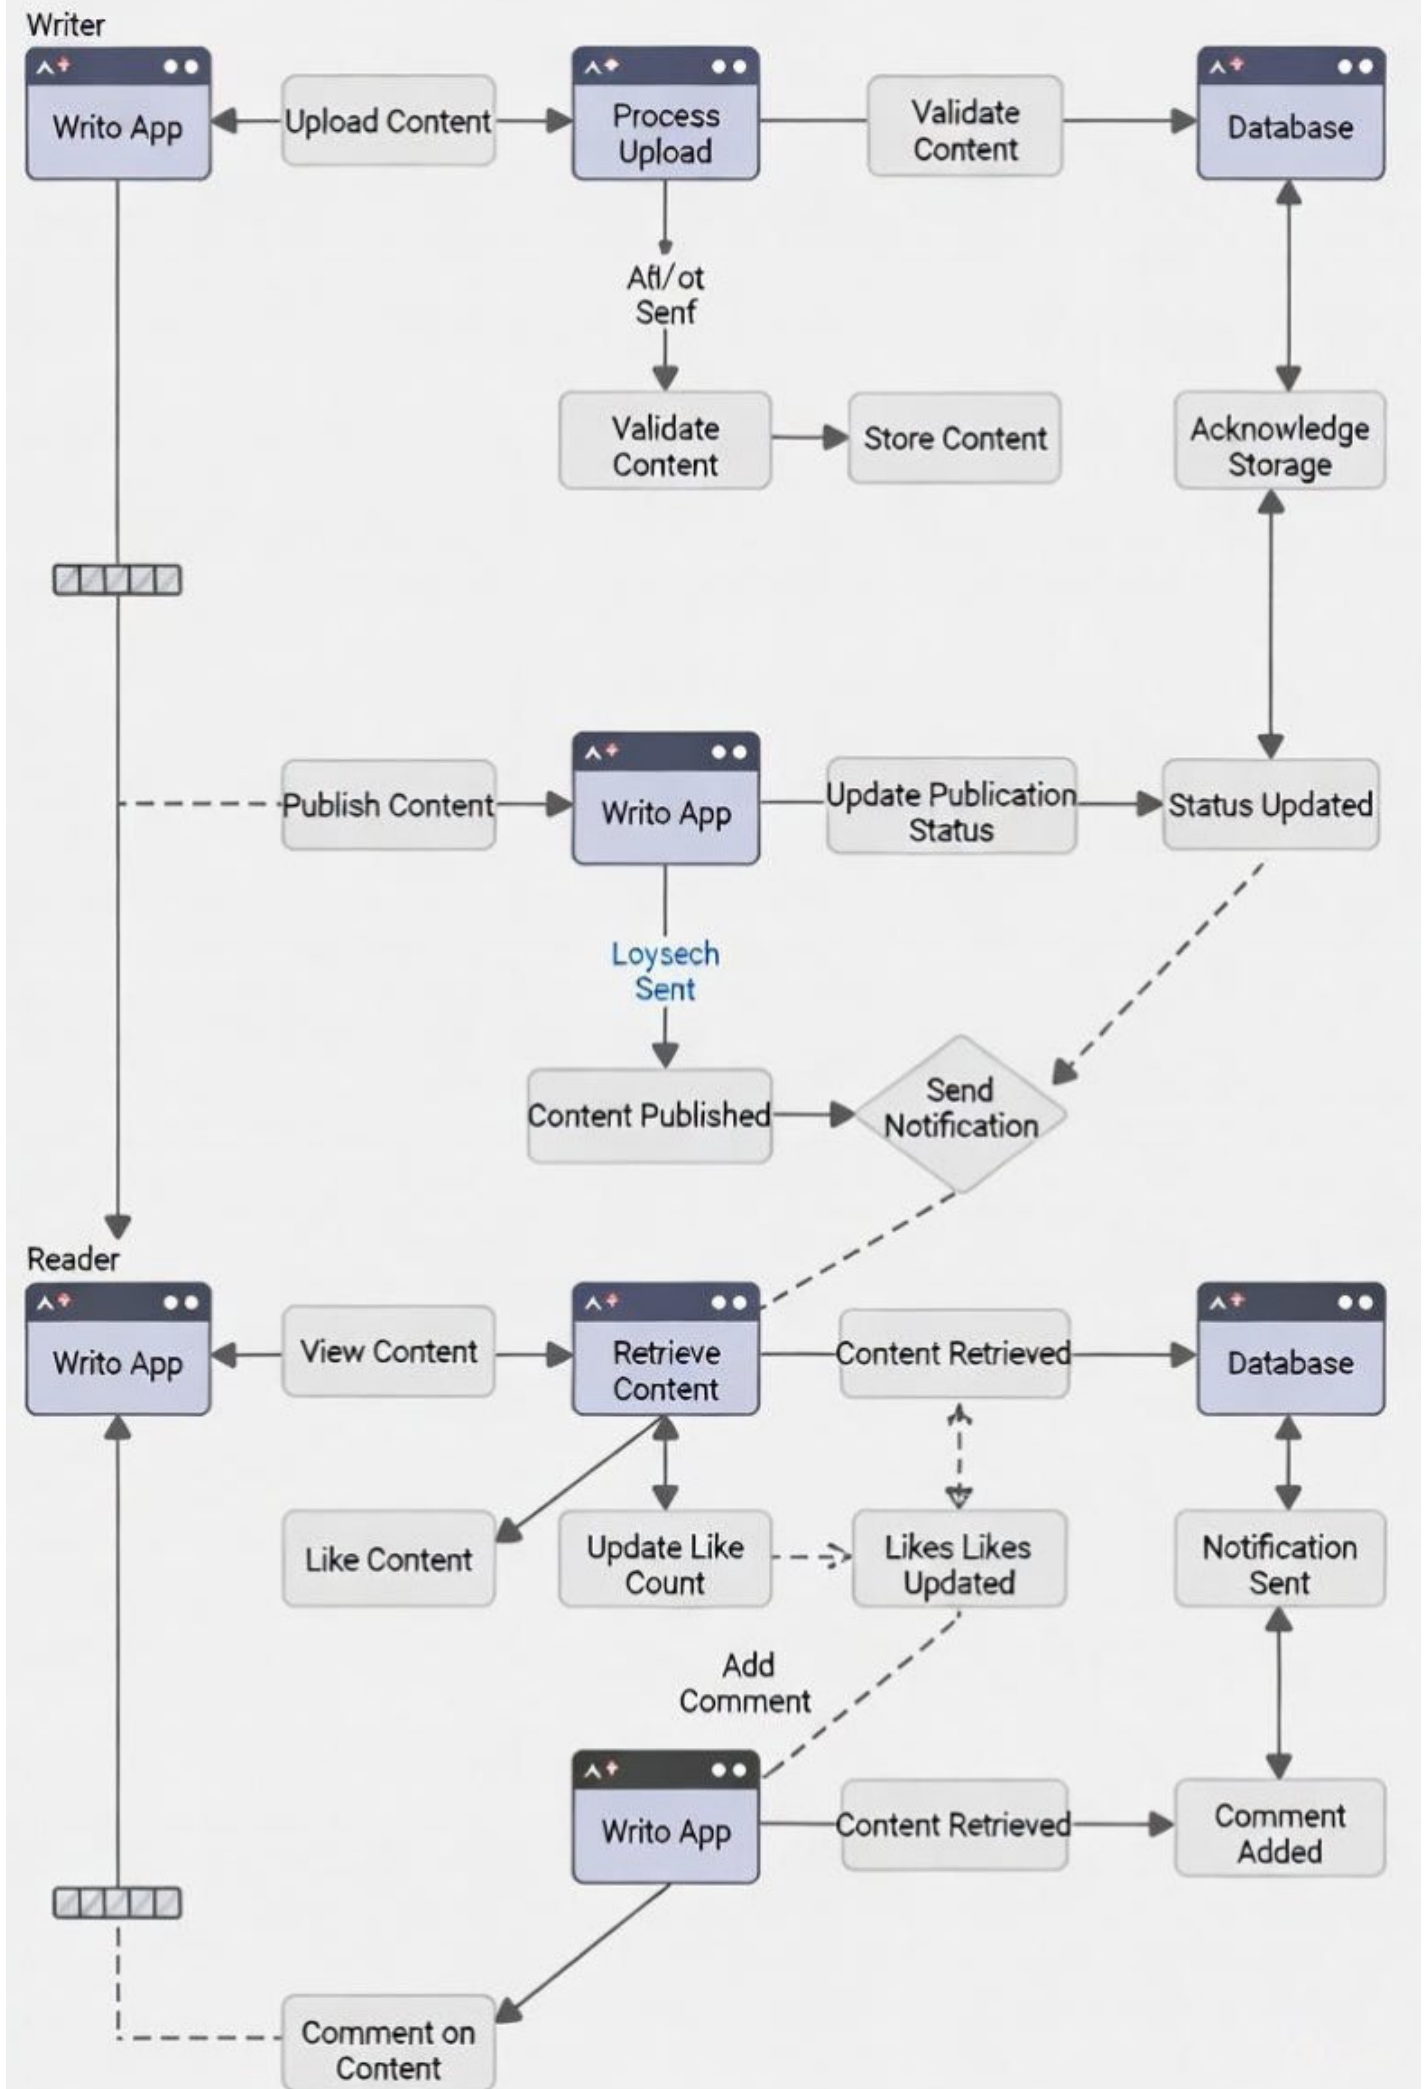 Writer
Writo App
Upload Content
Process
Upload
Validate
Content
Database
Afl/ot
Senf
Validate
Content
Store Content
Acknowledge
Storage
Publish Content
Writo App
Update Publication
Status
Status Updated
Loysech
Sent
Content Published
Send
Notification
Reader
Writo App
View Content
Retrieve
Content
Content Retrieved
Database
Like Content
Update Like
Count
Likes Likes
Updated
Notification
Sent
Add
Comment
Writo App
Content Retrieved
Comment
Added
Comment on
Content